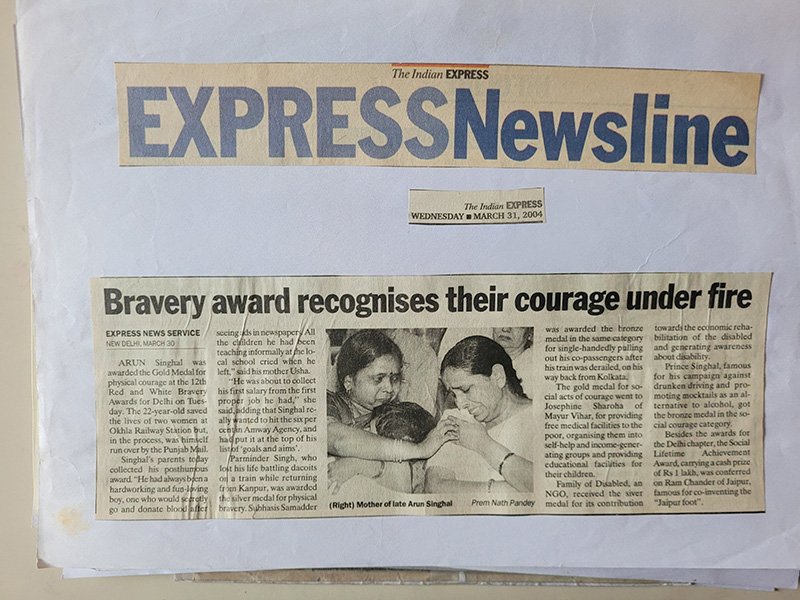 The Indian EXPRESS
EXPRESSNewsline
The Indian EXPRESS
WEDNESDAY ■ MARCH 31, 2004
Bravery award recognises their courage under fire
EXPRESS NEWS SERVICE
NEW DELHI, MARCH 30
ARUN Singhal was
awarded the Gold Medal for
physical courage at the 12th
Red and White Bravery
Awards for Delhi on Tues-
day. The 22-year-old saved
the lives of two women at
Okhla Railway Station but,
in the process, was himself
run over by the Punjab Mail.
Singhal's parents today
collected his posthumous
award. "He had always been a
hardworking and fun-loving
boy, one who would secretly
go and donate blood after
seeing ads in newspapers. All
the children he had been
teaching informally at the lo-
cal school cried when he
left," said his mother Usha.
"He was about to collect
his first salary from the first
proper job he had," she
said, adding that Singhal re-
ally wanted to hit the six per
cent in Amway Agency, and
had put it at the top of his
list of 'goals and aims'.
Parminder Singh, who
lost his life battling dacoits
on a train while returning
from Kanpur, was awarded
the silver medal for physical
bravery. Subhasis Samadder
(Right) Mother of late Arun Singhal
Prem Nath Pandey
was awarded the bronze
medal in the same category
for single-handedly pulling
out his co-passengers after
his train was derailed, on his
way back from Kolkata.
The gold medal for so-
cial acts of courage went to
Josephine Sharoha of
Mayur Vihar, for providing
free medical facilities to the
poor, organising them into
self-help and income-gener-
ating groups and providing
educational facilities for
their children.
Family of Disabled, an
NGO, received the siver
medal for its contribution
towards the economic reha-
bilitation of the disabled
and generating awareness
about disability.
Prince Singhal, famous
for his campaign against
drunken driving and pro-
moting mocktails as an al-
ternative to alcohol, got
the bronze medal in the so-
cial courage category.
Besides the awards for
the Delhi chapter, the Social
Lifetime Achievement
Award, carrying a cash prize
of Rs 1 lakh, was conferred
on Ram Chander of Jaipur,
famous for co-inventing the
"Jaipur foot".